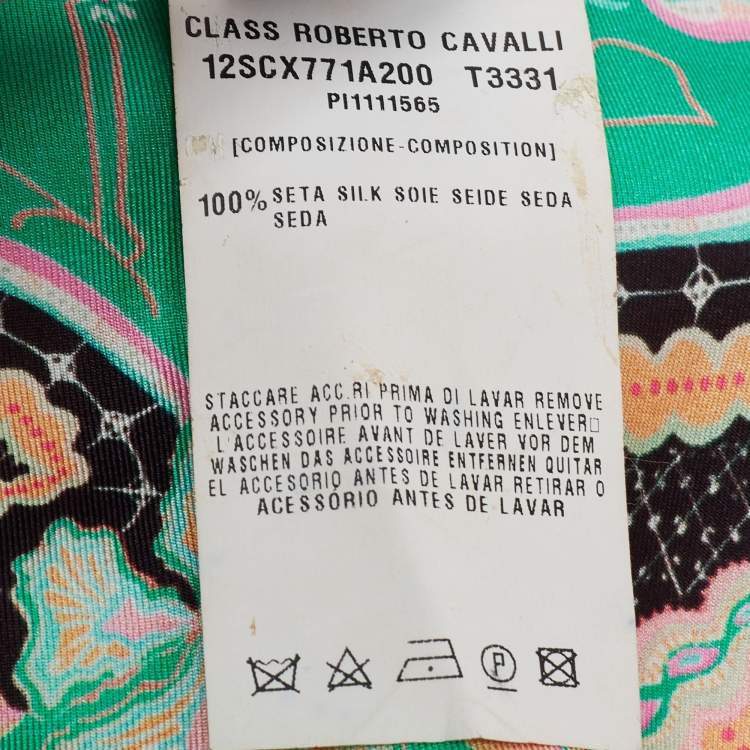 CLASS ROBERTO CAVALLI
12SCX771A200 T3331
PI1111565
[COMPOSIZIONE-COMPOSITION]
100% SETA SILK SOIE SEIDE SEDA
SEDA
STACCARE ACC.RI PRIMA DI LAVAR REMOVE
ACCESSORY PRIOR TO WASHING ENLEVER□
L'ACCESSOIRE AVANT DE LAVER VOR DEM
WASCHEN DAS ACCESSOIRE ENTFERNEN QUITAR
EL ACCESORIO ANTES DE LAVAR RETIRAR O
ACESSÓRIO ANTES DE LAVAR
P